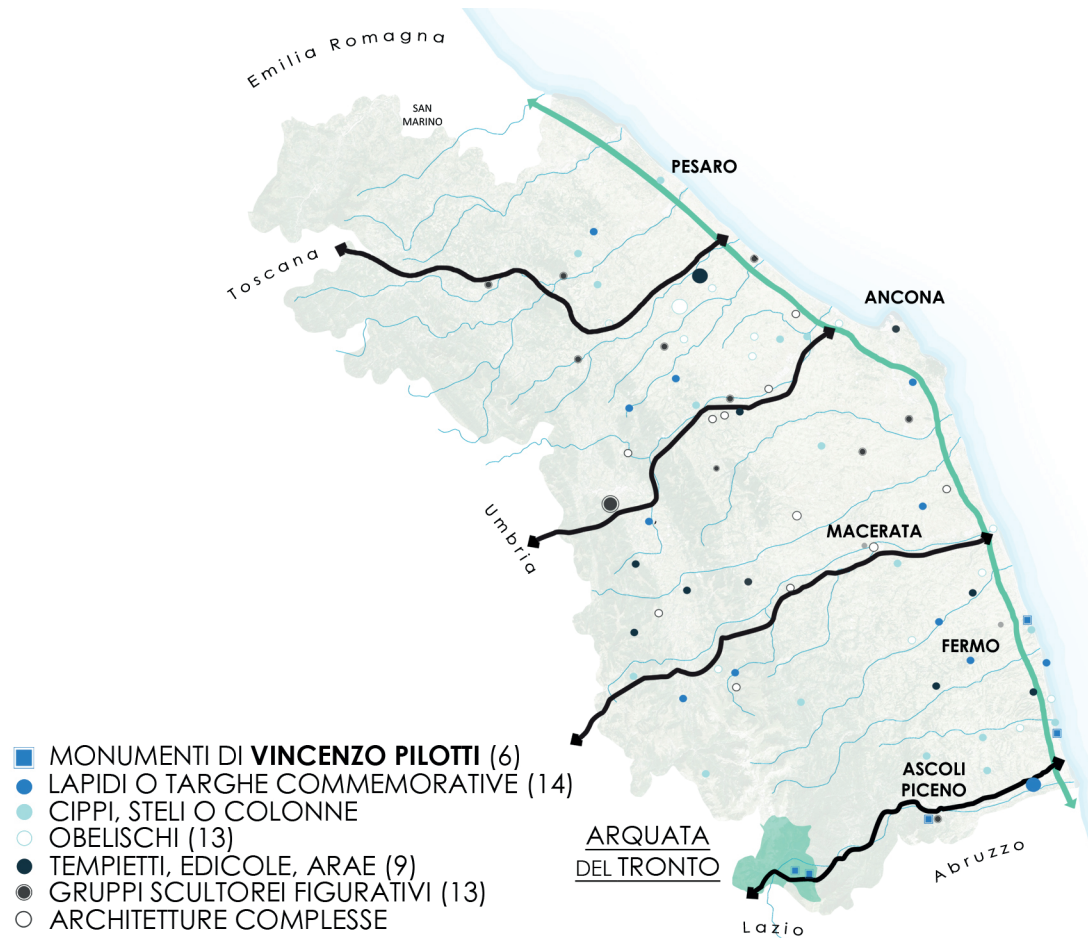 Emilia Romagna
SAN
MARINO
PESARO
Toscana
ANCONA
Umbria
MACERATA
FERMO
MONUMENTI DI VINCENZO PILOTTI (6)
LAPIDI O TARGHE COMMEMORATIVE (14)
CIPPI, STELI O COLONNE
OBELISCHI (13)
TEMPIETTI, EDICOLE, ARAE (9)
GRUPPI SCULTOREI FIGURATIVI (13)
ARCHITETTURE COMPLESSE
ASCOLI
PICENO
ARQUATA
DEL TRONTO
Abruzzo
Lazio